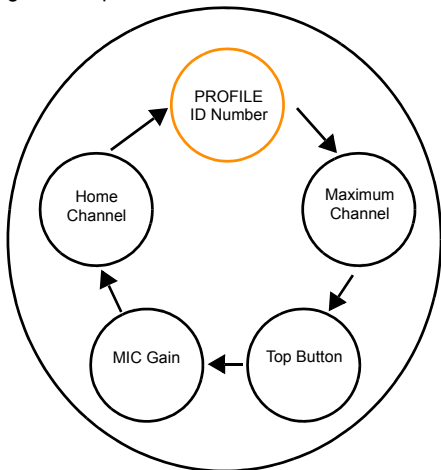 PROFILE
ID Number
Home
Channel
Maximum
Channel
MIC Gain
Top Button